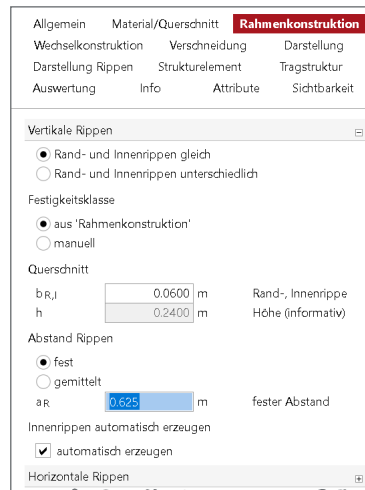 Allgemein Material/Querschnitt Rahmenkonstruktion
Wechselkonstruktion Verschneidung Darstellung
Darstellung Rippen Strukturelement Tragstruktur
Auswertung Info Attribute Sichtbarkeit
Vertikale Rippen
Rand- und Innenrippen gleich
Rand- und Innenrippen unterschiedlich
Festigkeitsklasse
aus 'Rahmenkonstruktion'
manuell
Querschnitt
b R,I 0.0600 m Rand-, Innenrippe
h 0.2400 m Höhe (informativ)
Abstand Rippen
fest
gemittelt
a R 0.625 m fester Abstand
Innenrippen automatisch erzeugen
automatisch erzeugen
Horizontale Rippen